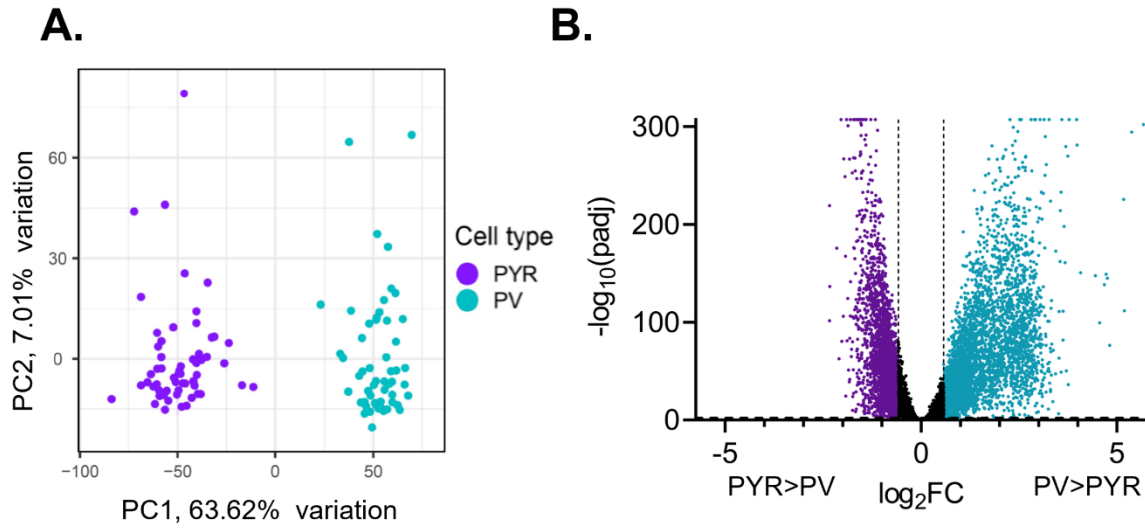 A.
PC2, 7.01% variation
60
30
0
−100
−50
0
50
PC1, 63.62% variation
Cell type
PYR
PV
B.
-log10(padj)
300
200
100
0
-5
0
5
PYR>PV
log2FC
PV>PYR